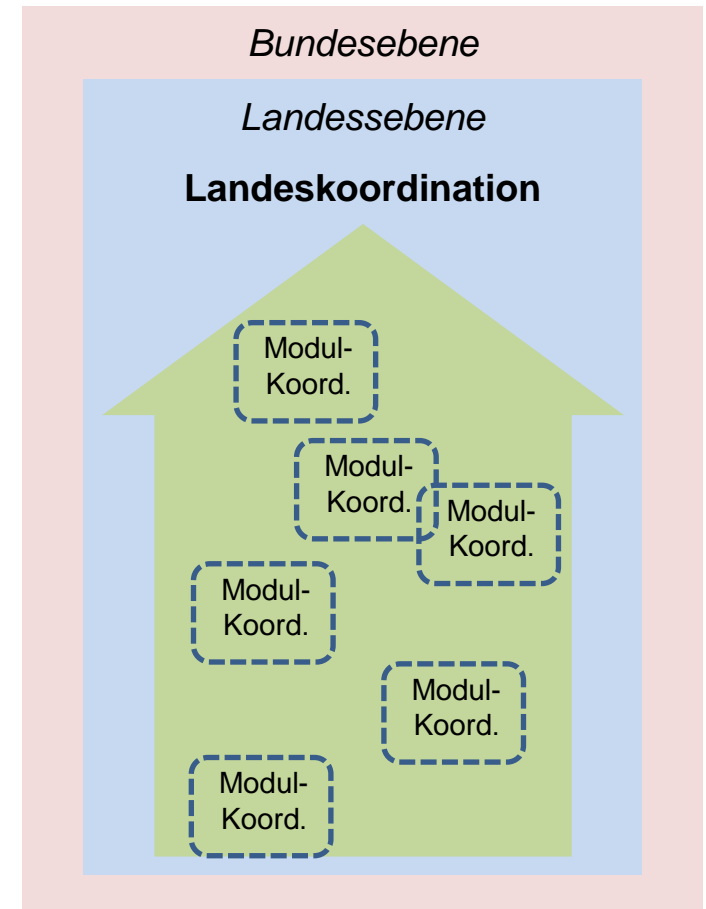 Bundesebene
Landessebene
Landeskoordination
Modul-
Koord.
Modul-
Koord.
Modul-
Koord.
Modul-
Koord.
Modul-
Koord.
Modul-
Koord.